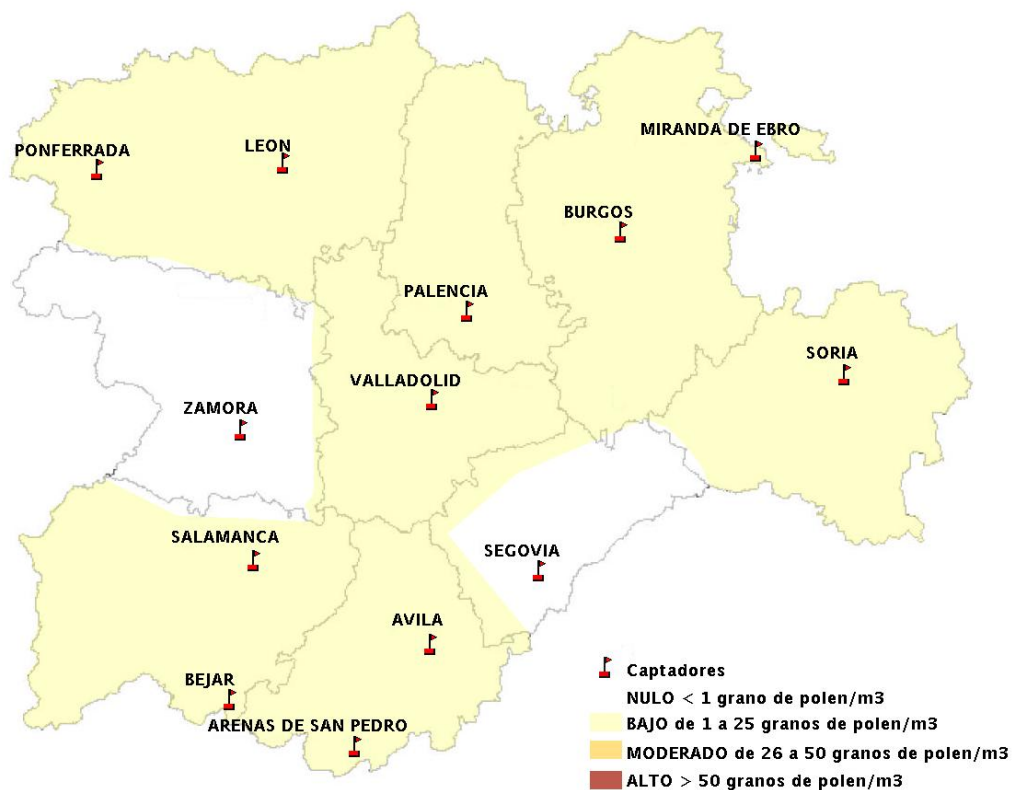 MIRANDA DE EBRO
PONFERRADA
LEON
BURGOS
PALENCIA
SORIA
VALLADOLID
ZAMORA
SALAMANCA
SEGOVIA
AVILA
BEJAR
ARENAS DE SAN PEDRO
Captadores
NULO < 1 grano de polen/m3
BAJO de 1 a 25 granos de polen/m3
MODERADO de 26 a 50 granos de polen/m3
ALTO > 50 granos de polen/m3